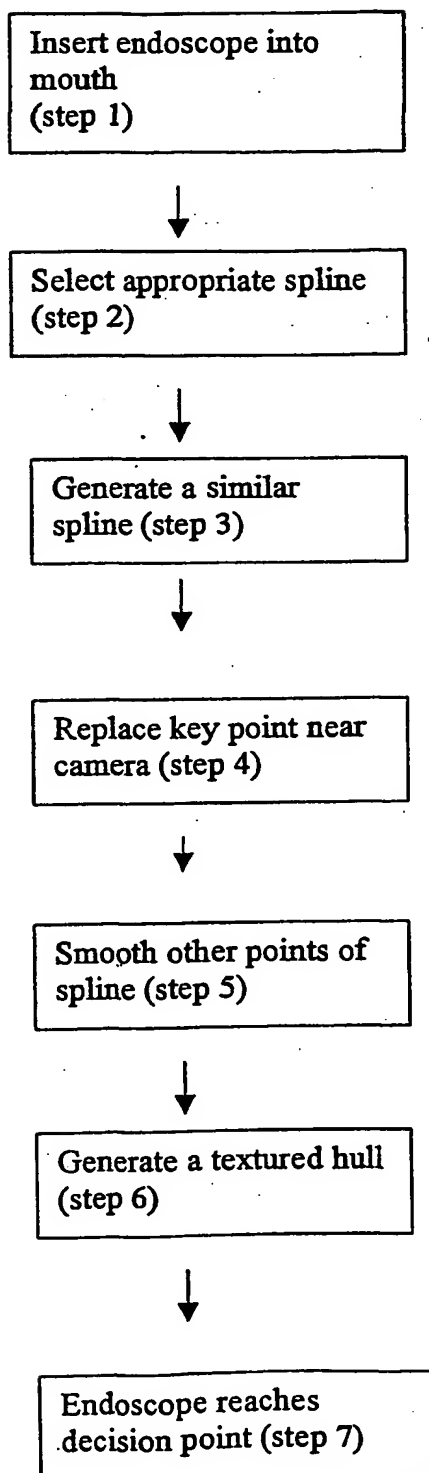 Insert endoscope into
mouth
(step 1)
Select appropriate spline
(step 2)
Generate a similar
spline (step 3)
Replace key point near
camera (step 4)
Smooth other points of
spline (step 5)
Generate a textured hull
(step 6)
Endoscope reaches
decision point (step 7)